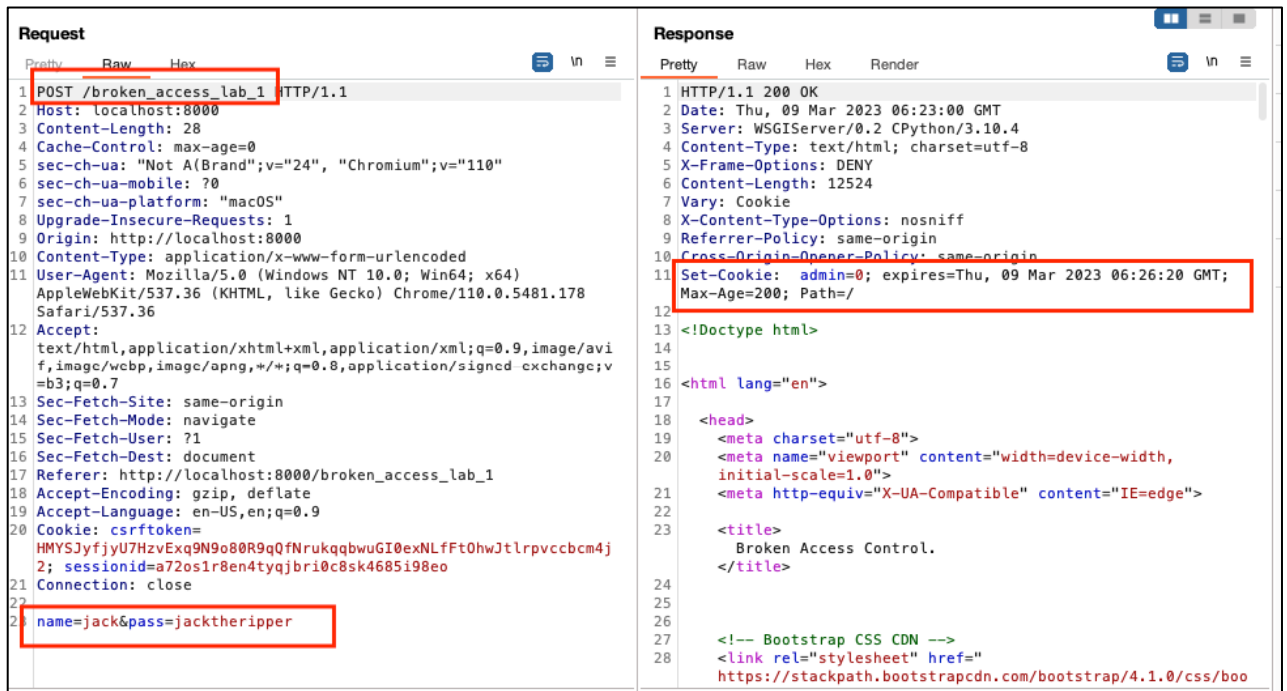 Request
Pretty Raw Hex
\n
1 POST /broken_access_lab_1 HTTP/1.1
2 Host: localhost:8000
3 Content-Length: 28
4 Cache-Control: max-age=0
5 sec-ch-ua: "Not A(Brand";v="24", "Chromium";v="110"
6 sec-ch-ua-mobile: ?0
7 sec-ch-ua-platform: "macOS"
8 Upgrade-Insecure-Requests: 1
9 Origin: http://localhost:8000
10 Content-Type: application/x-www-form-urlencoded
11 User-Agent: Mozilla/5.0 (Windows NT 10.0; Win64; x64)
AppleWebKit/537.36 (KHTML, like Gecko) Chrome/110.0.5481.178
Safari/537.36
12 Accept:
text/html,application/xhtml+xml,application/xml;q=0.9,image/avi
f,image/webp,image/apng,*/*;q=0.8,application/signed-exchange;v
=b3;q=0.7
13 Sec-Fetch-Site: same-origin
14 Sec-Fetch-Mode: navigate
15 Sec-Fetch-User: ?1
16 Sec-Fetch-Dest: document
17 Referer: http://localhost:8000/broken_access_lab_1
18 Accept-Encoding: gzip, deflate
19 Accept-Language: en-US,en;q=0.9
20 Cookie: csrftoken=
HMYSJyfjyU7HzvExq9N9o80R9qQfNrukqqbwuGI0exNLfFtOhwJtlrpvccbcm4j
2; sessionid=a72os1r8en4tyqjbri0c8sk4685i98eo
21 Connection: close
22
23 name=jack&pass=jacktheripper
Response
Pretty Raw Hex Render
\n
1 HTTP/1.1 200 OK
2 Date: Thu, 09 Mar 2023 06:23:00 GMT
3 Server: WSGIServer/0.2 CPython/3.10.4
4 Content-Type: text/html; charset=utf-8
5 X-Frame-Options: DENY
6 Content-Length: 12524
7 Vary: Cookie
8 X-Content-Type-Options: nosniff
9 Referrer-Policy: same-origin
10 Cross-Origin-Opener-Policy: same-origin
11 Set-Cookie: admin=0; expires=Thu, 09 Mar 2023 06:26:20 GMT;
Max-Age=200; Path=/
12
13 <!Doctype html>
14
15
16 <html lang="en">
17
18 <head>
19 <meta charset="utf-8">
20 <meta name="viewport" content="width=device-width,
initial-scale=1.0">
21 <meta http-equiv="X-UA-Compatible" content="IE=edge">
22
23 <title>
Broken Access Control.
</title>
24
25
26
27 <!-- Bootstrap CSS CDN -->
28 <link rel="stylesheet" href="
https://stackpath.bootstrapcdn.com/bootstrap/4.1.0/css/boo